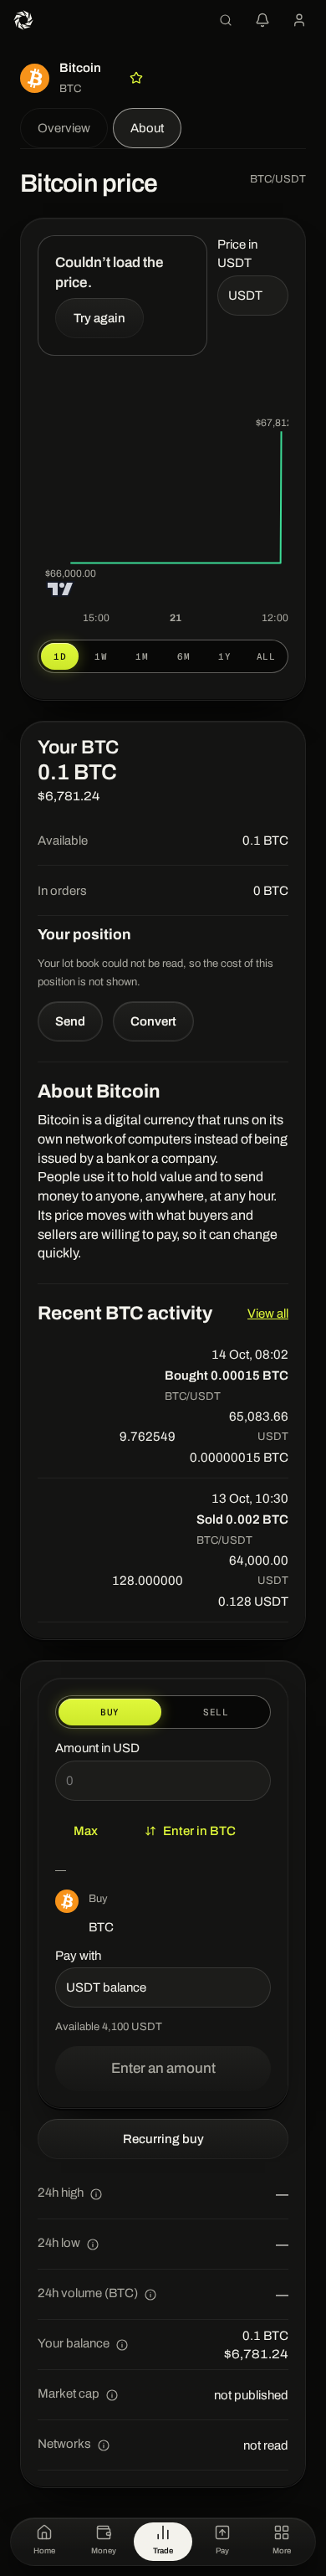 Bitcoin
BTC
Overview
About
Bitcoin price
BTC/USDT
Couldn’t load the
price.
Try again
Price in
USDT
USDT
$66,000.00
15:00
21
12:00
1D
1W
1M
6M
1Y
ALL
Your BTC
0.1 BTC
$6,781.24
Available
0.1 BTC
In orders
0 BTC
Your position
Your lot book could not be read, so the cost of this
position is not shown.
Send
Convert
About Bitcoin
Bitcoin is a digital currency that runs on its
own network of computers instead of being
issued by a bank or a company.
People use it to hold value and to send
money to anyone, anywhere, at any hour.
Its price moves with what buyers and
sellers are willing to pay, so it can change
quickly.
Recent BTC activity
View all
14 Oct, 08:02
Bought 0.00015 BTC
BTC/USDT
65,083.66
9.762549
USDT
0.00000015 BTC
13 Oct, 10:30
Sold 0.002 BTC
BTC/USDT
64,000.00
128.000000
USDT
0.128 USDT
BUY
SELL
Amount in USD
0
Max
Enter in BTC
—
Buy
BTC
Pay with
USDT balance
Available 4,100 USDT
Enter an amount
Recurring buy
24h high
—
24h low
—
24h volume (BTC)
—
Your balance
0.1 BTC
$6,781.24
Market cap
not published
Networks
not read
Home
Money
Trade
Pay
More